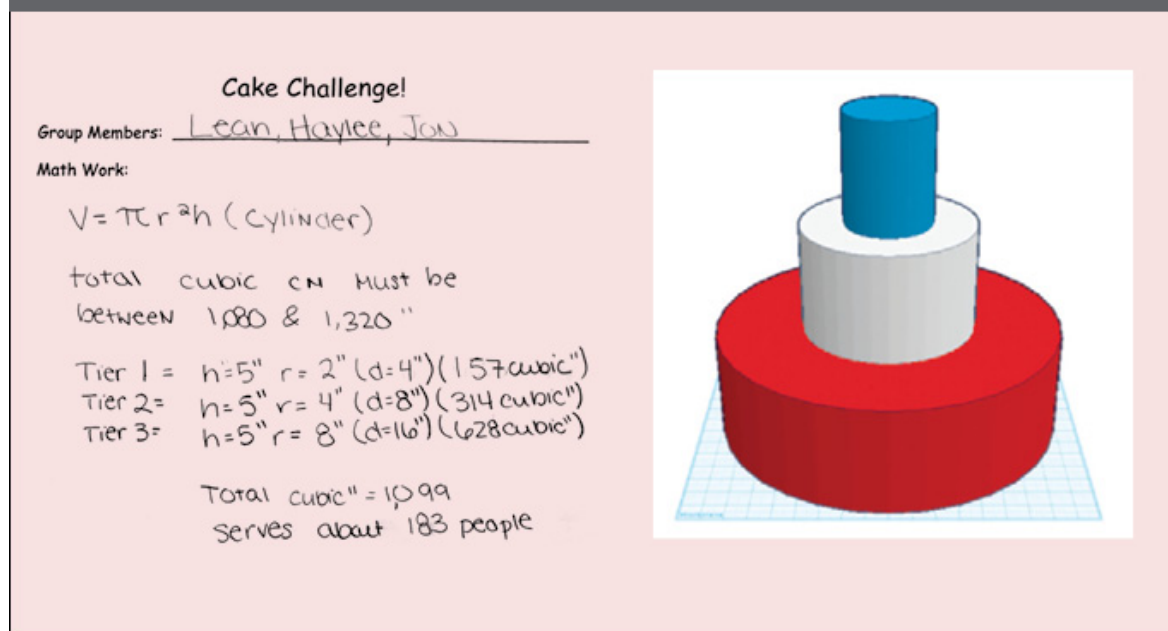 Cake Challenge!
Group Members: Lean, Haylee, Jon
Math Work:
V = πr²h (cylinder)
total cubic in must be
between 1,080 & 1,320"
Tier 1 = h=5" r= 2" (d=4") (157 cubic")
Tier 2= h=5" r= 4" (d=8") (314 cubic")
Tier 3= h=5" r= 8" (d=16") (628 cubic")
Total cubic" = 1,099
serves about 183 people